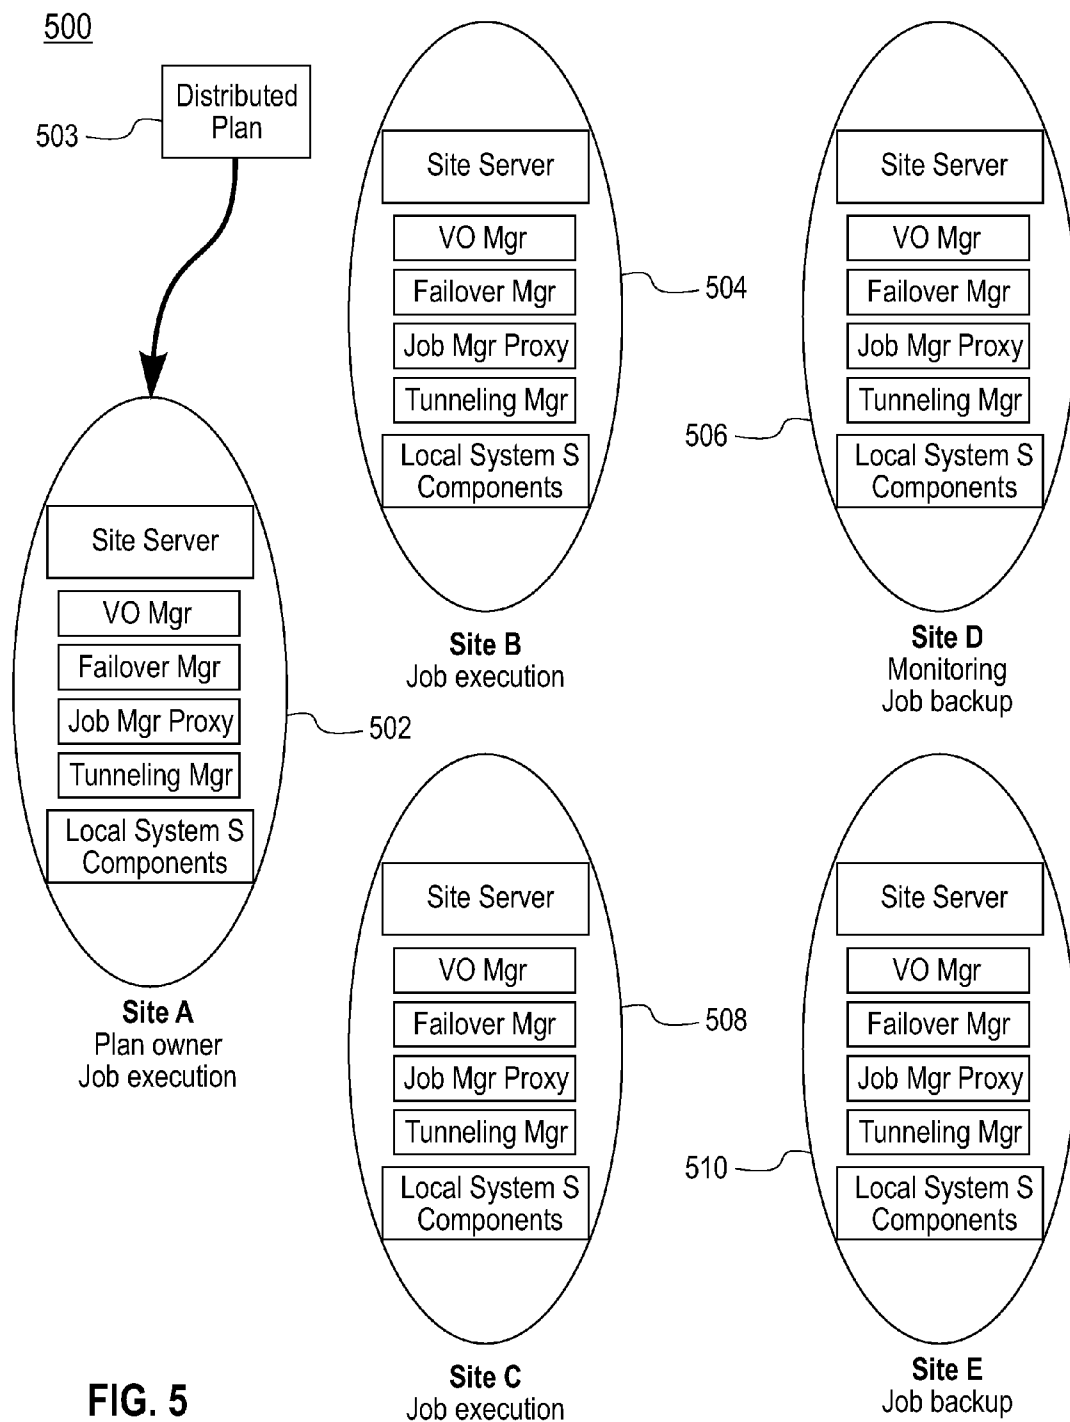 500
Distributed
Plan
503
Site Server
VO Mgr
Failover Mgr
Job Mgr Proxy
Tunneling Mgr
Local System S
Components
502
Site A
Plan owner
Job execution
Site Server
VO Mgr
Failover Mgr
Job Mgr Proxy
Tunneling Mgr
Local System S
Components
504
Site B
Job execution
Site Server
VO Mgr
Failover Mgr
Job Mgr Proxy
Tunneling Mgr
Local System S
Components
506
Site D
Monitoring
Job backup
Site Server
VO Mgr
Failover Mgr
Job Mgr Proxy
Tunneling Mgr
Local System S
Components
508
Site C
Job execution
Site Server
VO Mgr
Failover Mgr
Job Mgr Proxy
Tunneling Mgr
Local System S
Components
510
Site E
Job backup
FIG. 5